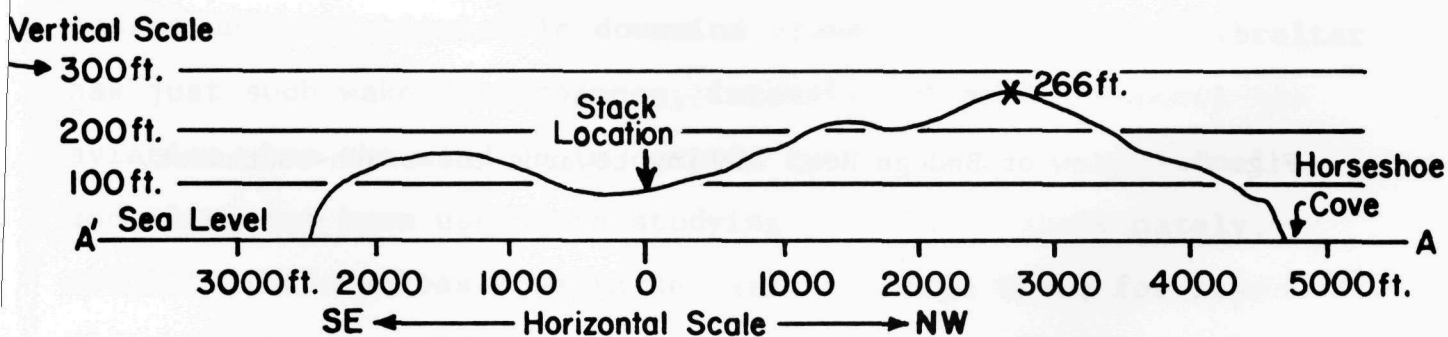 Vertical Scale
300ft.
266ft.
Stack
Location
200ft.
100ft.
Horseshoe
Cove
A' Sea Level
A
3000ft. 2000 1000 0 1000 2000 3000 4000 5000ft.
SE Horizontal Scale NW